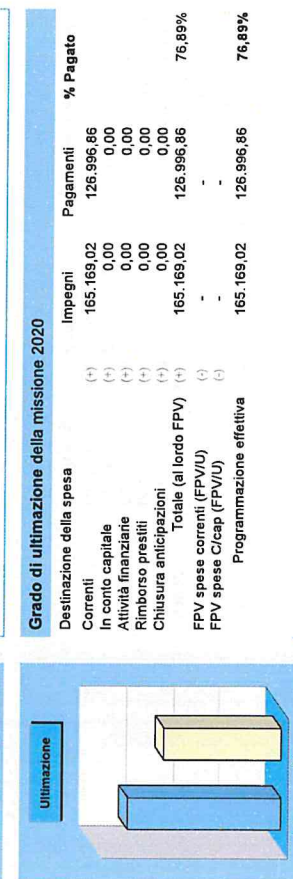 Grado di ultimazione della missione 2020
Destinazione della spesa Impegni Pagamenti % Pagato
Correnti (+) 165.169,02 126.996,86
In conto capitale (+) 0,00 0,00
Attività finanziarie (+) 0,00 0,00
Rimborso prestiti (+) 0,00 0,00
Chiusura anticipazioni (+) 0,00 0,00
Totale (al lordo FPV) (+) 165.169,02 126.996,86 76,89%
FPV spese correnti (FPV/U) (-) - -
FPV spese C/cap (FPV/U) (-) - -
Programmazione effettiva 165.169,02 126.996,86 76,89%
Ultimazione